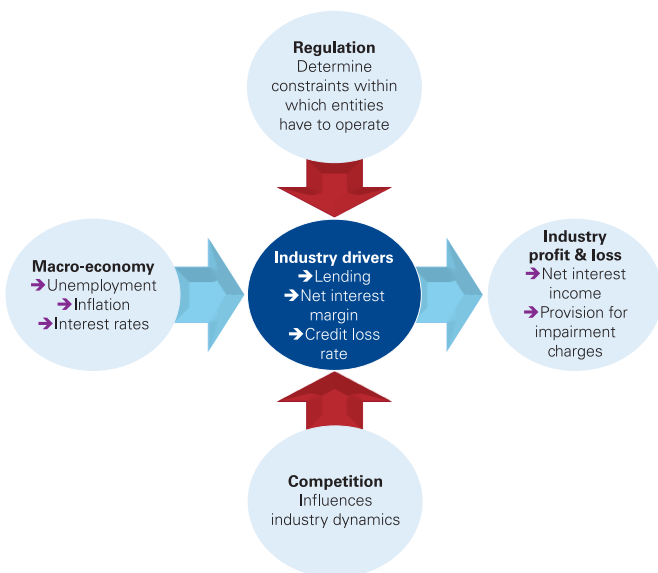 Regulation
Determine
constraints within
which entities
have to operate
Macro-economy
➔Unemployment
➔Inflation
➔Interest rates
Industry drivers
➔Lending
➔Net interest
margin
➔Credit loss
rate
Industry
profit & loss
➔Net interest
income
➔Provision for
impairment
charges
Competition
Influences
industry dynamics